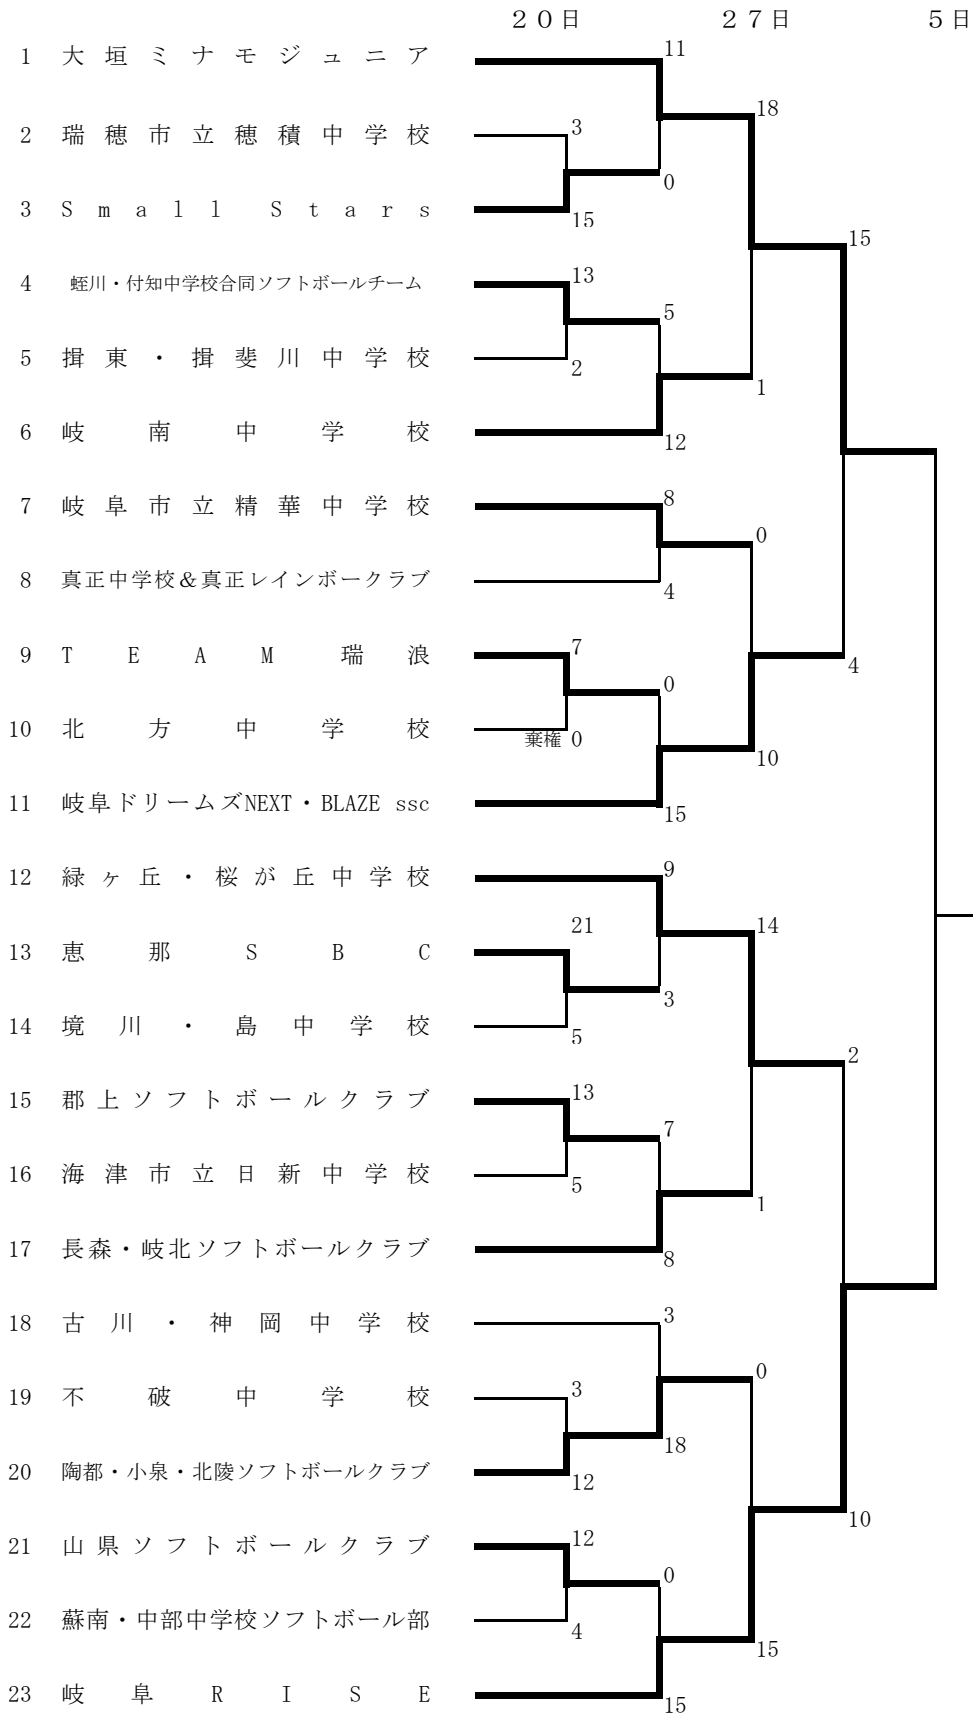 ２０日 ２７日 ５日
11
1 大垣ミナモジュニア
18
3
2 瑞穂市立穂積中学校
0
3 Small Stars
15
15
13
4 蛭川・付知中学校合同ソフトボールチーム
5
5 揖東・揖斐川中学校
2
1
6 岐南中学校
12
8
7 岐阜市立精華中学校
0
8 真正中学校＆真正レインボークラブ
4
7
9 TEAM瑞浪
4
0
10 北方中学校
棄権 0
10
11 岐阜ドリームズNEXT・BLAZE ssc
15
9
12 緑ヶ丘・桜が丘中学校
21
14
13 恵那SBC
3
14 境川・島中学校
5
2
13
15 郡上ソフトボールクラブ
7
16 海津市立日新中学校
5
1
17 長森・岐北ソフトボールクラブ
8
3
18 古川・神岡中学校
0
3
19 不破中学校
18
20 陶都・小泉・北陵ソフトボールクラブ
12
10
12
21 山県ソフトボールクラブ
0
22 蘇南・中部中学校ソフトボール部
4
15
23 岐阜RISE
15